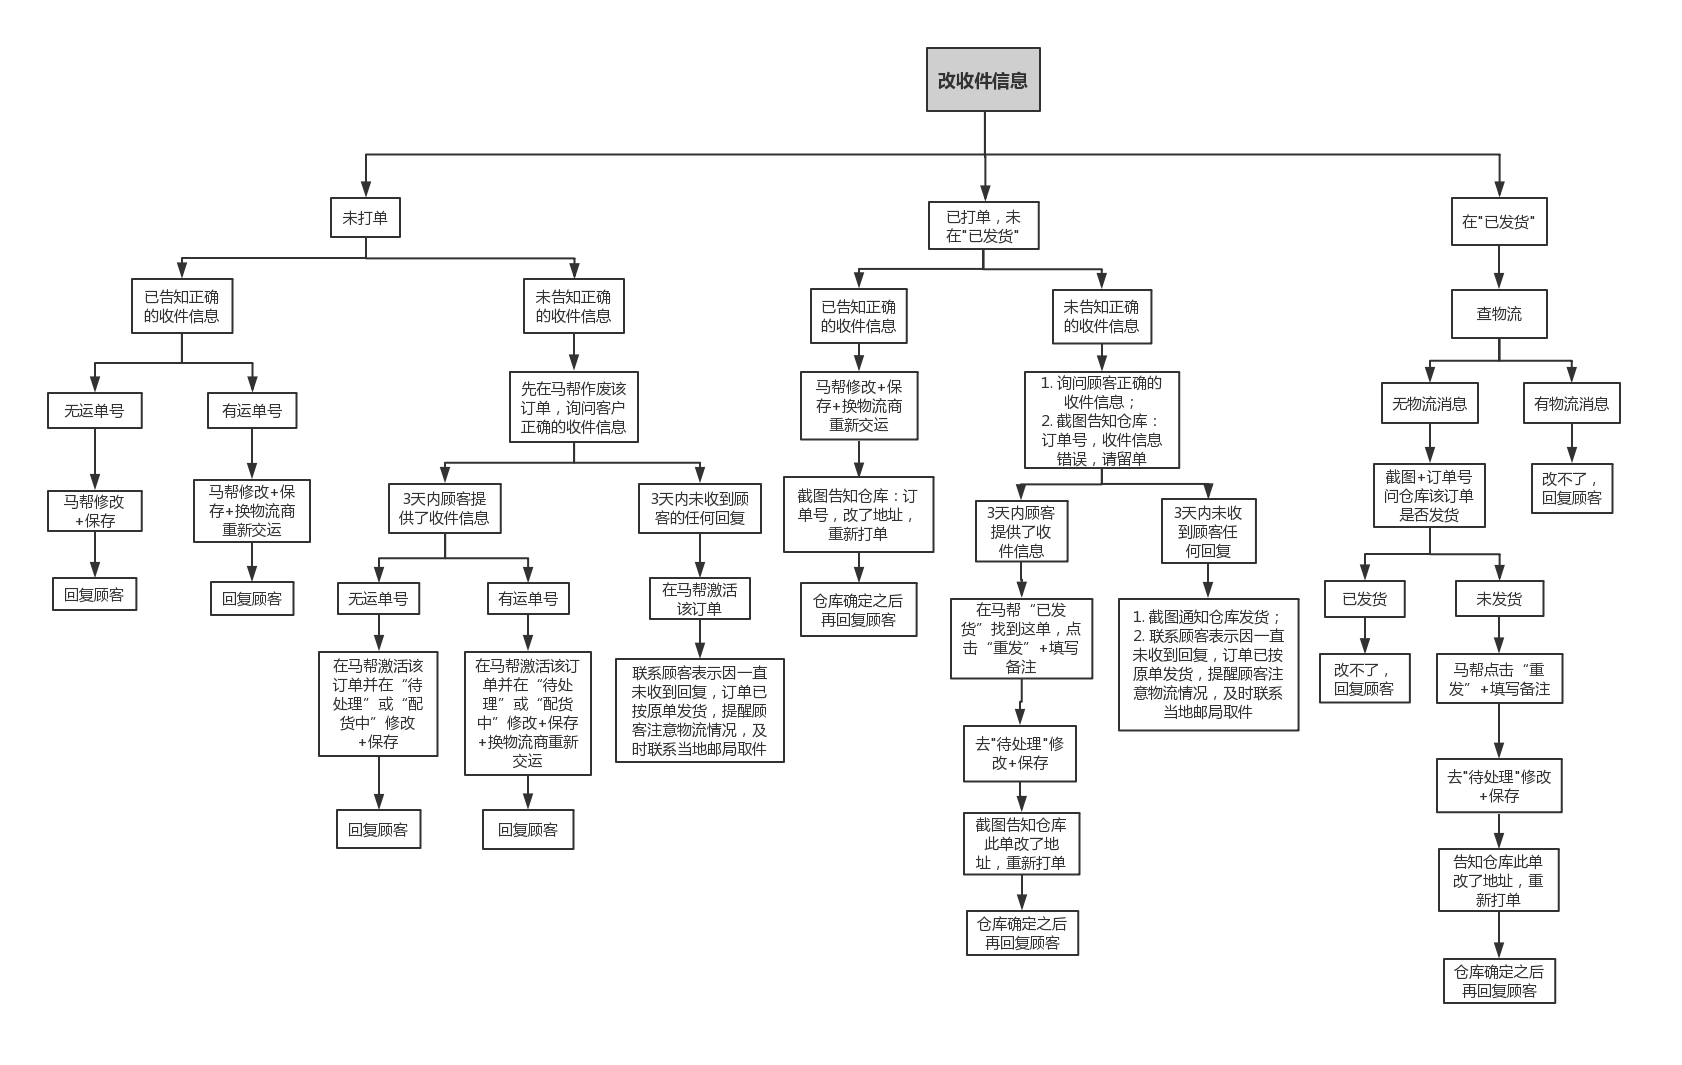 改收件信息
未打单
已打单，未
在"已发货"
在"已发货"
已告知正确
的收件信息
未告知正确
的收件信息
已告知正确
的收件信息
未告知正确
的收件信息
查物流
无运单号
有运单号
先在马帮作废该
订单，询问客户
正确的收件信息
马帮修改+保
存+换物流商
重新交运
1. 询问顾客正确的
收件信息；
2. 截图告知仓库：
订单号，收件信息
错误，请留单
无物流消息
有物流消息
马帮修改
+保存
马帮修改+保
存+换物流商
重新交运
3天内顾客提
供了收件信息
3天内未收到顾
客的任何回复
截图告知仓库：订
单号，改了地址，
重新打单
3天内顾客
提供了收
件信息
3天内未收
到顾客任
何回复
截图+订单号
问仓库该订单
是否发货
改不了，
回复顾客
回复顾客
回复顾客
无运单号
有运单号
在马帮激活
该订单
仓库确定之后
再回复顾客
在马帮“已发
货”找到这单，点
击“重发”+填写
备注
1. 截图通知仓库发货；
2. 联系顾客表示因一直
未收到回复，订单已按
原单发货，提醒顾客注
意物流情况，及时联系
当地邮局取件
已发货
未发货
在马帮激活该
订单并在“待
处理”或“配
货中”修改
+保存
在马帮激活该订
单并在“待处
理”或“配货
中”修改+保存
+换物流商重新
交运
联系顾客表示因一直
未收到回复，订单已
按原单发货，提醒顾
客注意物流情况，及
时联系当地邮局取件
改不了，
回复顾客
马帮点击“重
发”+填写备注
去"待处理"修
改+保存
去"待处理"修改
+保存
回复顾客
回复顾客
截图告知仓库
此单改了地
址，重新打单
告知仓库此单
改了地址，重
新打单
仓库确定之后
再回复顾客
仓库确定之后
再回复顾客